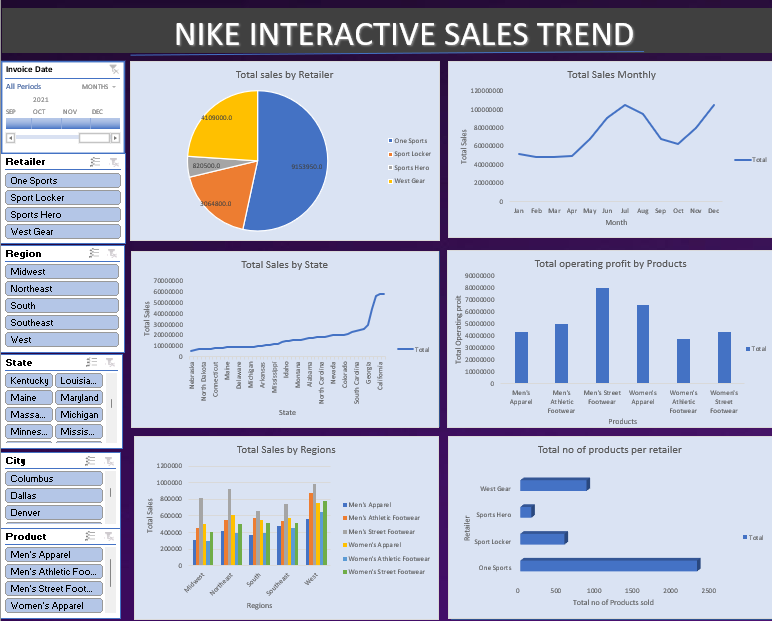 NIKE INTERACTIVE SALES TREND
Invoice Date
All Periods MONTHS
2021
SEP OCT NOV DEC
Retailer
One Sports
Sport Locker
Sports Hero
West Gear
Region
Midwest
Northeast
South
Southeast
West
State
Kentucky Louisia...
Maine Maryland
Massa... Michigan
Minnes... Missis...
City
Columbus
Dallas
Denver
Product
Men's Apparel
Men's Athletic Foo...
Men's Street Foot...
Women's Apparel
Total sales by Retailer
4109000.0
820500.0
3064800.0
9553950.0
One Sports
Sport Locker
Sports Hero
West Gear
Total Sales Monthly
Total Sales
120000000
100000000
80000000
60000000
40000000
20000000
0
Jan Feb Mar Apr May Jun Jul Aug Sep Oct Nov Dec
Month
Total
Total Sales by State
Total Sales
70000000
60000000
50000000
40000000
30000000
20000000
10000000
0
Nebraska
North Dakota
Connecticut
Maine
Delaware
Michigan
Arkansas
Mississippi
Idaho
Montana
Alabama
North Carolina
Nevada
Colorado
South Carolina
Georgia
California
State
Total
Total operating profit by Products
Total Operating proit
90000000
80000000
70000000
60000000
50000000
40000000
30000000
20000000
10000000
0
Men's Apparel
Men's Athletic Footwear
Men's Street Footwear
Women's Apparel
Women's Athletic Footwear
Women's Street Footwear
Products
Total
Total Sales by Regions
Total Sales
1200000
1000000
800000
600000
400000
200000
0
Midwest
Northeast
South
Southeast
West
Regions
Men's Apparel
Men's Athletic Footwear
Men's Street Footwear
Women's Apparel
Women's Athletic Footwear
Women's Street Footwear
Total no of products per retailer
Retailer
West Gear
Sports Hero
Sport Locker
One Sports
0 500 1000 1500 2000 2500
Total no of Products sold
Total